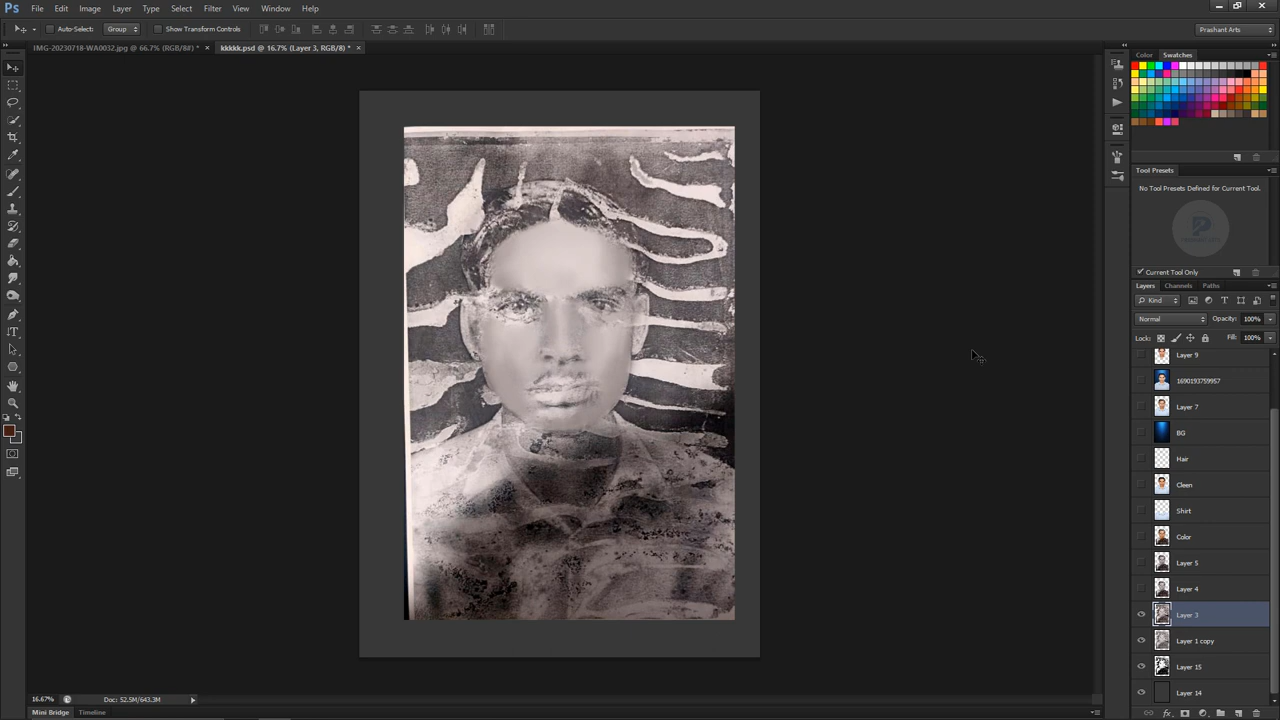 Ps File Edit Image Layer Type Select Filter 3D View Window Help
Auto-Select: Group Show Transform Controls Prashant Arts
IMG-20230718-WA0032.jpg @ 66.7% (RGB/8#) * × kkkkk.psd @ 16.7% (Layer 3, RGB/8) * ×
Color Swatches
Tool Presets
No Tool Presets Defined for Current Tool.
Current Tool Only
Layers Channels Paths
Kind
Normal Opacity: 100%
Lock: Fill: 100%
Layer 9
1690193759957
Layer 7
BG
Hair
Cleen
Shirt
Color
Layer 5
Layer 4
Layer 3
Layer 1 copy
Layer 15
Layer 14
16.67% Doc: 52.5M/643.3M
Mini Bridge Timeline